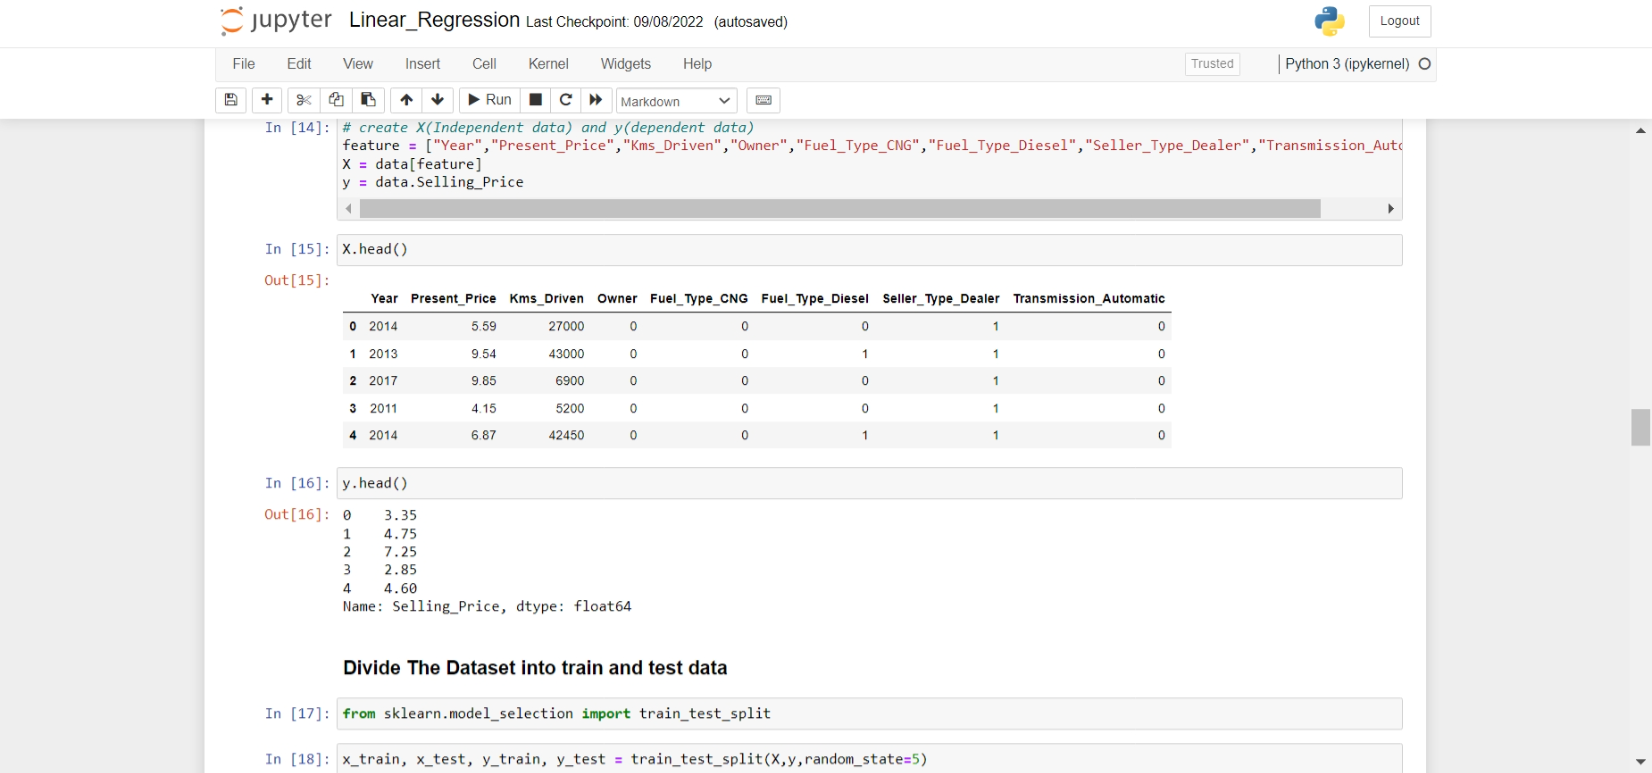 jupyter Linear_Regression Last Checkpoint: 09/08/2022 (autosaved) Logout
File Edit View Insert Cell Kernel Widgets Help Trusted Python 3 (ipykernel)
Run Markdown
In [14]: # create X(Independent data) and y(dependent data)
feature = ["Year","Present_Price","Kms_Driven","Owner","Fuel_Type_CNG","Fuel_Type_Diesel","Seller_Type_Dealer","Transmission_Auto
X = data[feature]
y = data.Selling_Price
In [15]: X.head()
Out[15]:
Year Present_Price Kms_Driven Owner Fuel_Type_CNG Fuel_Type_Diesel Seller_Type_Dealer Transmission_Automatic
0 2014 5.59 27000 0 0 0 1 0
1 2013 9.54 43000 0 0 1 1 0
2 2017 9.85 6900 0 0 0 1 0
3 2011 4.15 5200 0 0 0 1 0
4 2014 6.87 42450 0 0 1 1 0
In [16]: y.head()
Out[16]: 0 3.35
1 4.75
2 7.25
3 2.85
4 4.60
Name: Selling_Price, dtype: float64
Divide The Dataset into train and test data
In [17]: from sklearn.model_selection import train_test_split
In [18]: x_train, x_test, y_train, y_test = train_test_split(X,y,random_state=5)